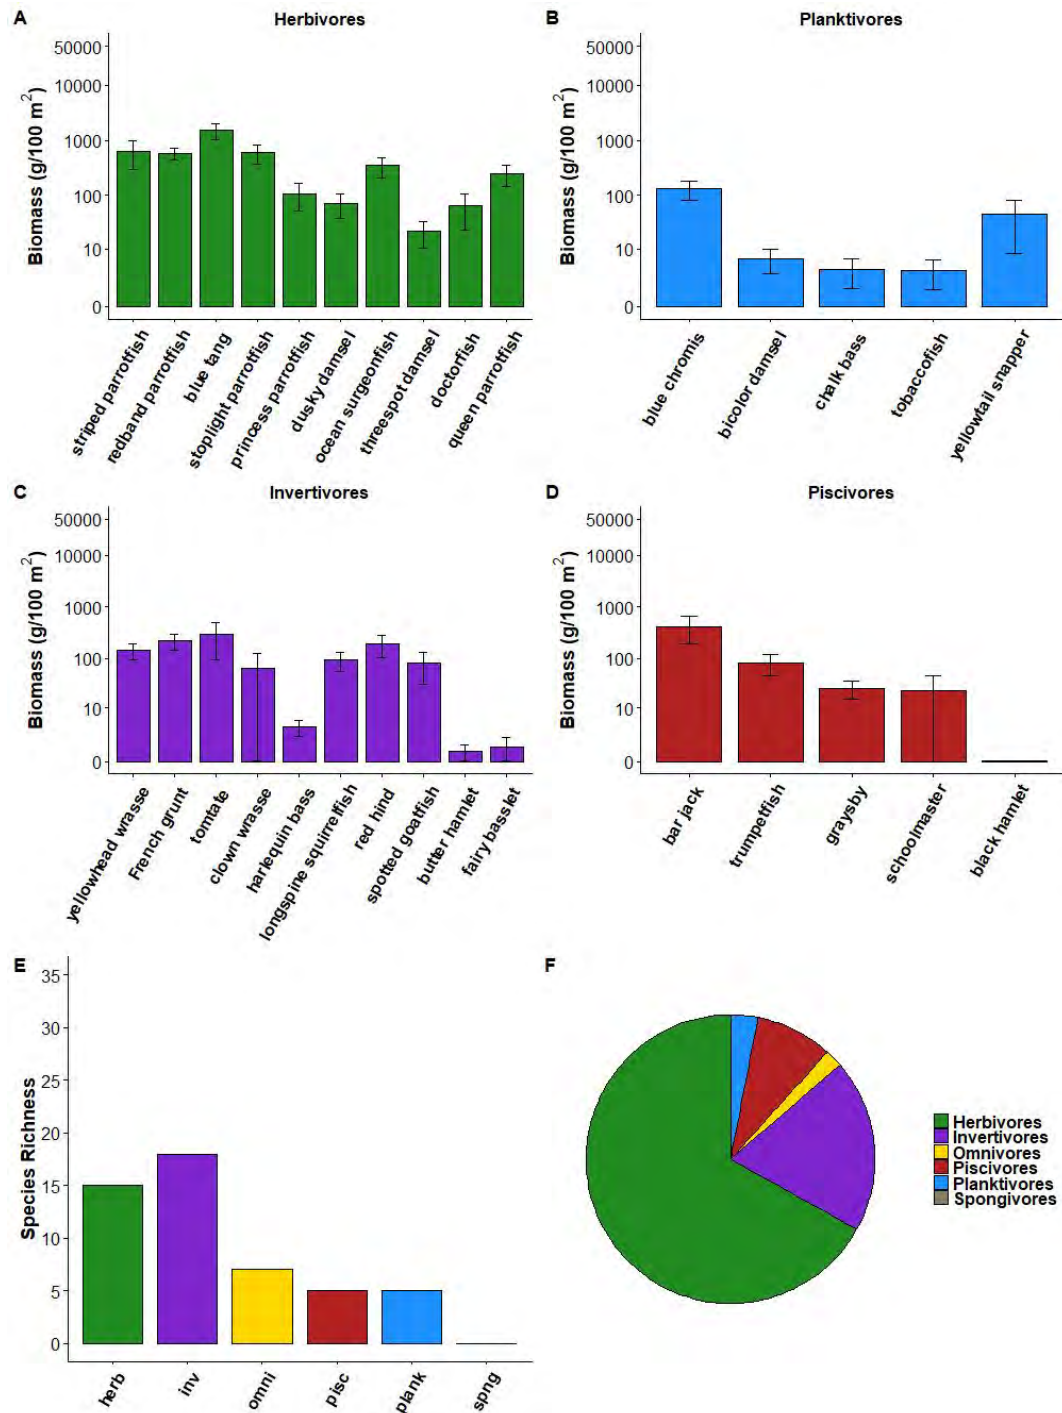 A
Herbivores
Biomass (g/100 m²)
50000
10000
1000
100
10
0
striped parrotfish
redband parrotfish
blue tang
stoplight parrotfish
princess parrotfish
dusky damsel
ocean surgeonfish
threespot damsel
doctorfish
queen parrotfish
B
Planktivores
Biomass (g/100 m²)
50000
10000
1000
100
10
0
blue chromis
bicolor damsel
chalk bass
tobaccofish
yellowtail snapper
C
Invertivores
Biomass (g/100 m²)
50000
10000
1000
100
10
0
yellowhead wrasse
French grunt
tomtate
clown wrasse
harlequin bass
longspine squirrelfish
red hind
spotted goatfish
butter hamlet
fairy basslet
D
Piscivores
Biomass (g/100 m²)
50000
10000
1000
100
10
0
bar jack
trumpetfish
graysby
schoolmaster
black hamlet
E
Species Richness
35
30
25
20
15
10
5
0
herb
inv
omni
pisc
plank
spng
F
Herbivores
Invertivores
Omnivores
Piscivores
Planktivores
Spongivores